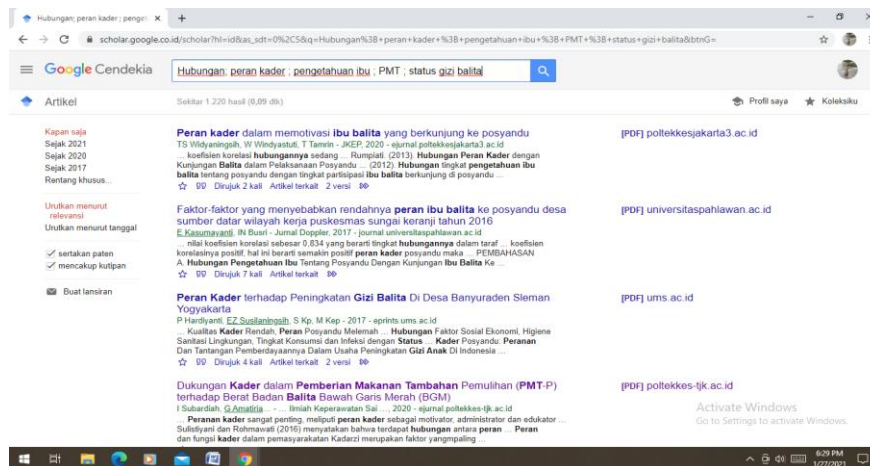 Hubungan; peran kader ; penget
scholar.google.co.id/scholar?hl=id&as_sdt=0%2C5&q=Hubungan%3B+peran+kader+%3B+pengetahuan+ibu+%3B+PMT+%3B+status+gizi+balita&btnG=
Google Cendekia
Hubungan; peran kader ; pengetahuan ibu ; PMT ; status gizi balita
Artikel
Sekitar 1.220 hasil (0,09 dtk)
Profil saya
Koleksiku
Kapan saja
Sejak 2021
Sejak 2020
Sejak 2017
Rentang khusus...
Urutkan menurut
relevansi
Urutkan menurut tanggal
sertakan paten
mencakup kutipan
Buat lansiran
Peran kader dalam memotivasi ibu balita yang berkunjung ke posyandu
[PDF] poltekkesjakarta3.ac.id
TS Widyaningsih, W Windyastuti, T Tamrin - JKEP, 2020 - ejurnal.poltekkesjakarta3.ac.id
... koefisien korelasi hubungannya sedang ... Rumpiati. (2013). Hubungan Peran Kader dengan
Kunjungan Balita dalam Pelaksanaan Posyandu ... (2012). Hubungan tingkat pengetahuan ibu
balita tentang posyandu dengan tingkat partisipasi ibu balita berkunjung di posyandu ...
Dirujuk 2 kali Artikel terkait 2 versi
Faktor-faktor yang menyebabkan rendahnya peran ibu balita ke posyandu desa
sumber datar wilayah kerja puskesmas sungai keranji tahun 2016
[PDF] universitaspahlawan.ac.id
E Kasumayanti, IN Busri - Jurnal Doppler, 2017 - journal.universitaspahlawan.ac.id
... nilai koefisien korelasi sebesar 0,834 yang berarti tingkat hubungannya dalam taraf ... koefisien
korelasinya positif, hal ini berarti semakin positif peran kader posyandu maka ... PEMBAHASAN
A. Hubungan Pengetahuan Ibu Tentang Posyandu Dengan Kunjungan Ibu Balita Ke ...
Dirujuk 7 kali Artikel terkait
Peran Kader terhadap Peningkatan Gizi Balita Di Desa Banyuraden Sleman
Yogyakarta
[PDF] ums.ac.id
P Hardiyanti, EZ Susilaningsih, S Kp, M Kep - 2017 - eprints.ums.ac.id
... Kualitas Kader Rendah, Peran Posyandu Melemah ... Hubungan Faktor Sosial Ekonomi, Higiene
Sanitasi Lingkungan, Tingkat Konsumsi dan Infeksi dengan Status ... Kader Posyandu: Peranan
Dan Tantangan Pemberdayaannya Dalam Usaha Peningkatan Gizi Anak Di Indonesia ...
Dirujuk 4 kali Artikel terkait 2 versi
Dukungan Kader dalam Pemberian Makanan Tambahan Pemulihan (PMT-P)
terhadap Berat Badan Balita Bawah Garis Merah (BGM)
[PDF] poltekkes-tjk.ac.id
I Subardiah, G Amatiria... - ... Ilmiah Keperawatan Sai ..., 2020 - ejurnal.poltekkes-tjk.ac.id
... Peranan kader sangat penting, meliputi peran kader sebagai motivator, administrator dan edukator ...
Sulistiyani dan Rohmawati (2016) menyatakan bahwa terdapat hubungan antara peran ... Peran
dan fungsi kader dalam pemasyarakatan Kadarzi merupakan faktor yangmpaling ...
Activate Windows
Go to Settings to activate Windows.
6:29 PM
1/27/2021